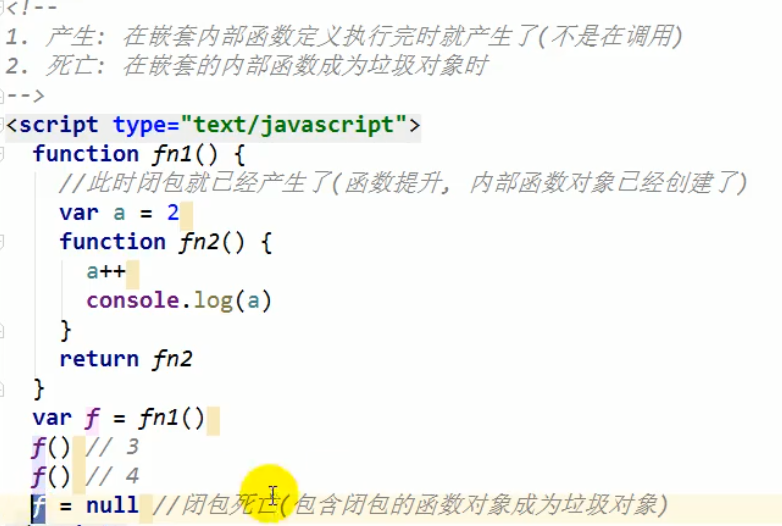 <!--
1. 产生: 在嵌套内部函数定义执行完时就产生了(不是在调用)
2. 死亡: 在嵌套的内部函数成为垃圾对象时
-->
<script type="text/javascript">
function fn1() {
//此时闭包就已经产生了(函数提升, 内部函数对象已经创建了)
var a = 2
function fn2() {
a++
console.log(a)
}
return fn2
}
var f = fn1()
f() // 3
f() // 4
f = null //闭包死亡(包含闭包的函数对象成为垃圾对象)